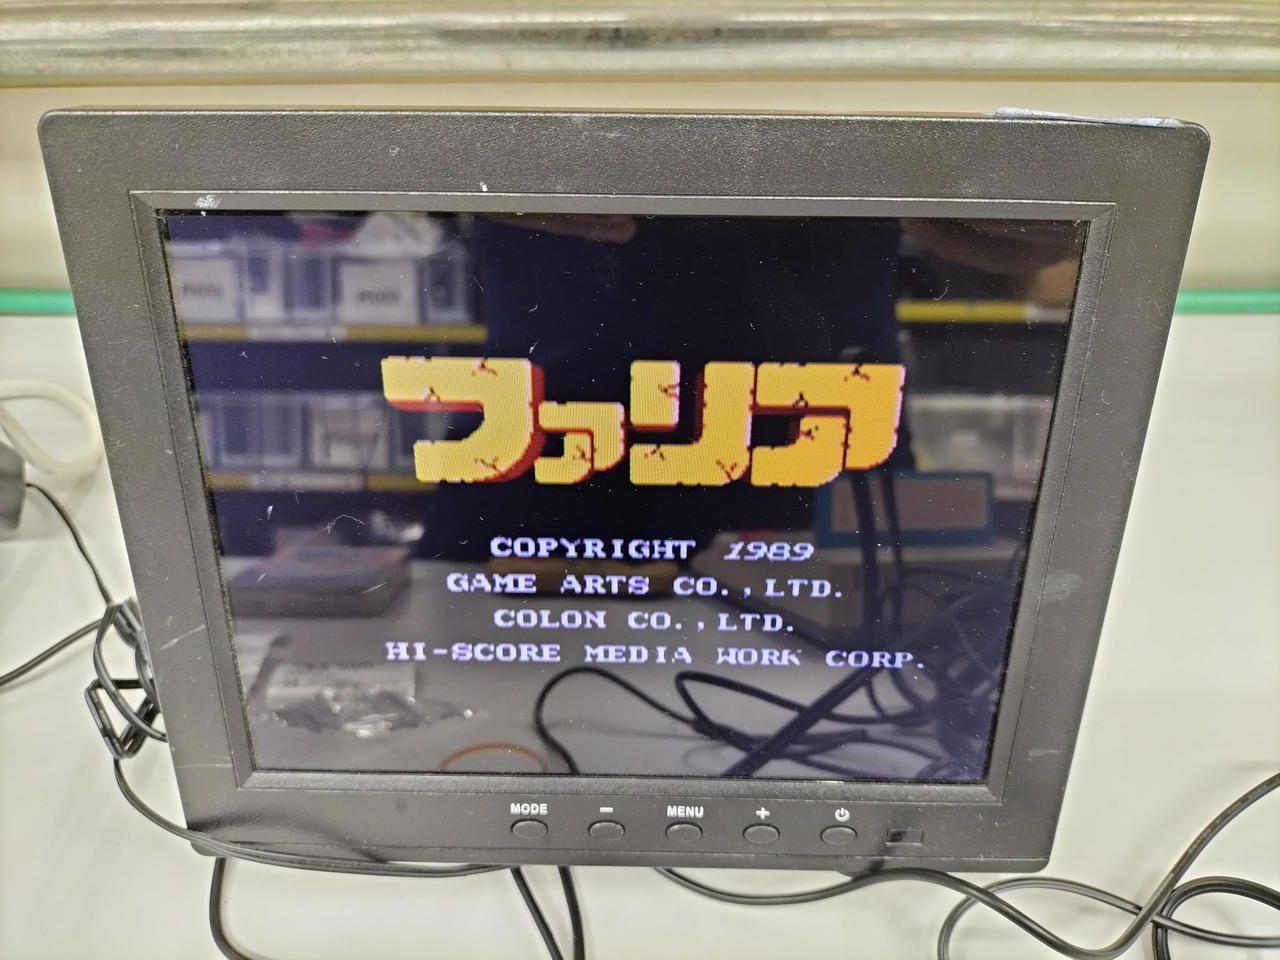 ファリア
COPYRIGHT 1989
GAME ARTS CO.,LTD.
COLON CO.,LTD.
HI-SCORE MEDIA WORK CORP.
MODE
−
MENU
+